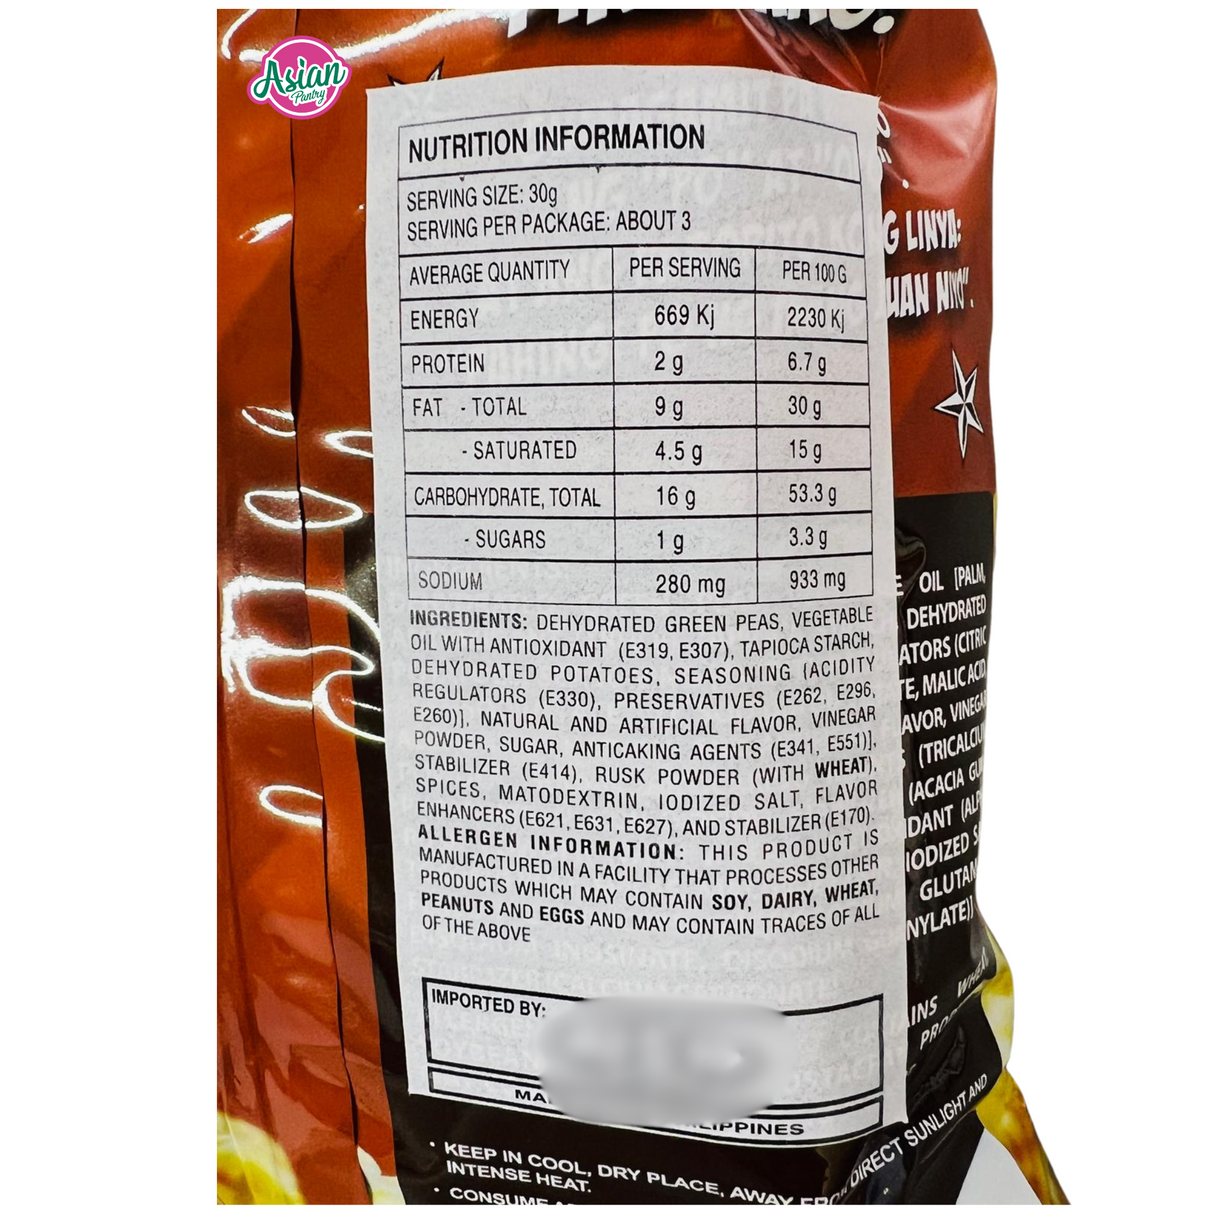 Asian
Pantry
NUTRITION INFORMATION
SERVING SIZE: 30g
SERVING PER PACKAGE: ABOUT 3
AVERAGE QUANTITY PER SERVING PER 100 G
ENERGY 669 Kj 2230 Kj
PROTEIN 2 g 6.7 g
FAT - TOTAL 9 g 30 g
- SATURATED 4.5 g 15 g
CARBOHYDRATE, TOTAL 16 g 53.3 g
- SUGARS 1 g 3.3 g
SODIUM 280 mg 933 mg
INGREDIENTS: DEHYDRATED GREEN PEAS, VEGETABLE
OIL WITH ANTIOXIDANT (E319, E307), TAPIOCA STARCH,
DEHYDRATED POTATOES, SEASONING (ACIDITY
REGULATORS (E330), PRESERVATIVES (E262, E296,
E260)], NATURAL AND ARTIFICIAL FLAVOR, VINEGAR
POWDER, SUGAR, ANTICAKING AGENTS (E341, E551)],
STABILIZER (E414), RUSK POWDER (WITH WHEAT),
SPICES, MATODEXTRIN, IODIZED SALT, FLAVOR
ENHANCERS (E621, E631, E627), AND STABILIZER (E170).
ALLERGEN INFORMATION: THIS PRODUCT IS
MANUFACTURED IN A FACILITY THAT PROCESSES OTHER
PRODUCTS WHICH MAY CONTAIN SOY, DAIRY, WHEAT,
PEANUTS AND EGGS AND MAY CONTAIN TRACES OF ALL
OF THE ABOVE
IMPORTED BY:
G LINYA:
UAN NIYO".
OIL [PALM,
DEHYDRATED
ATORS (CITRIC
TE, MALIC ACID,
AVOR, VINEGAR
(TRICALCIU
(ACACIA GU
DANT (ALP
IODIZED S
GLUTAM
NYLATE)]
AINS WHEAT,
PROD
• KEEP IN COOL, DRY PLACE, AWAY FROM DIRECT SUNLIGHT AND
INTENSE HEAT.
• CONSUME